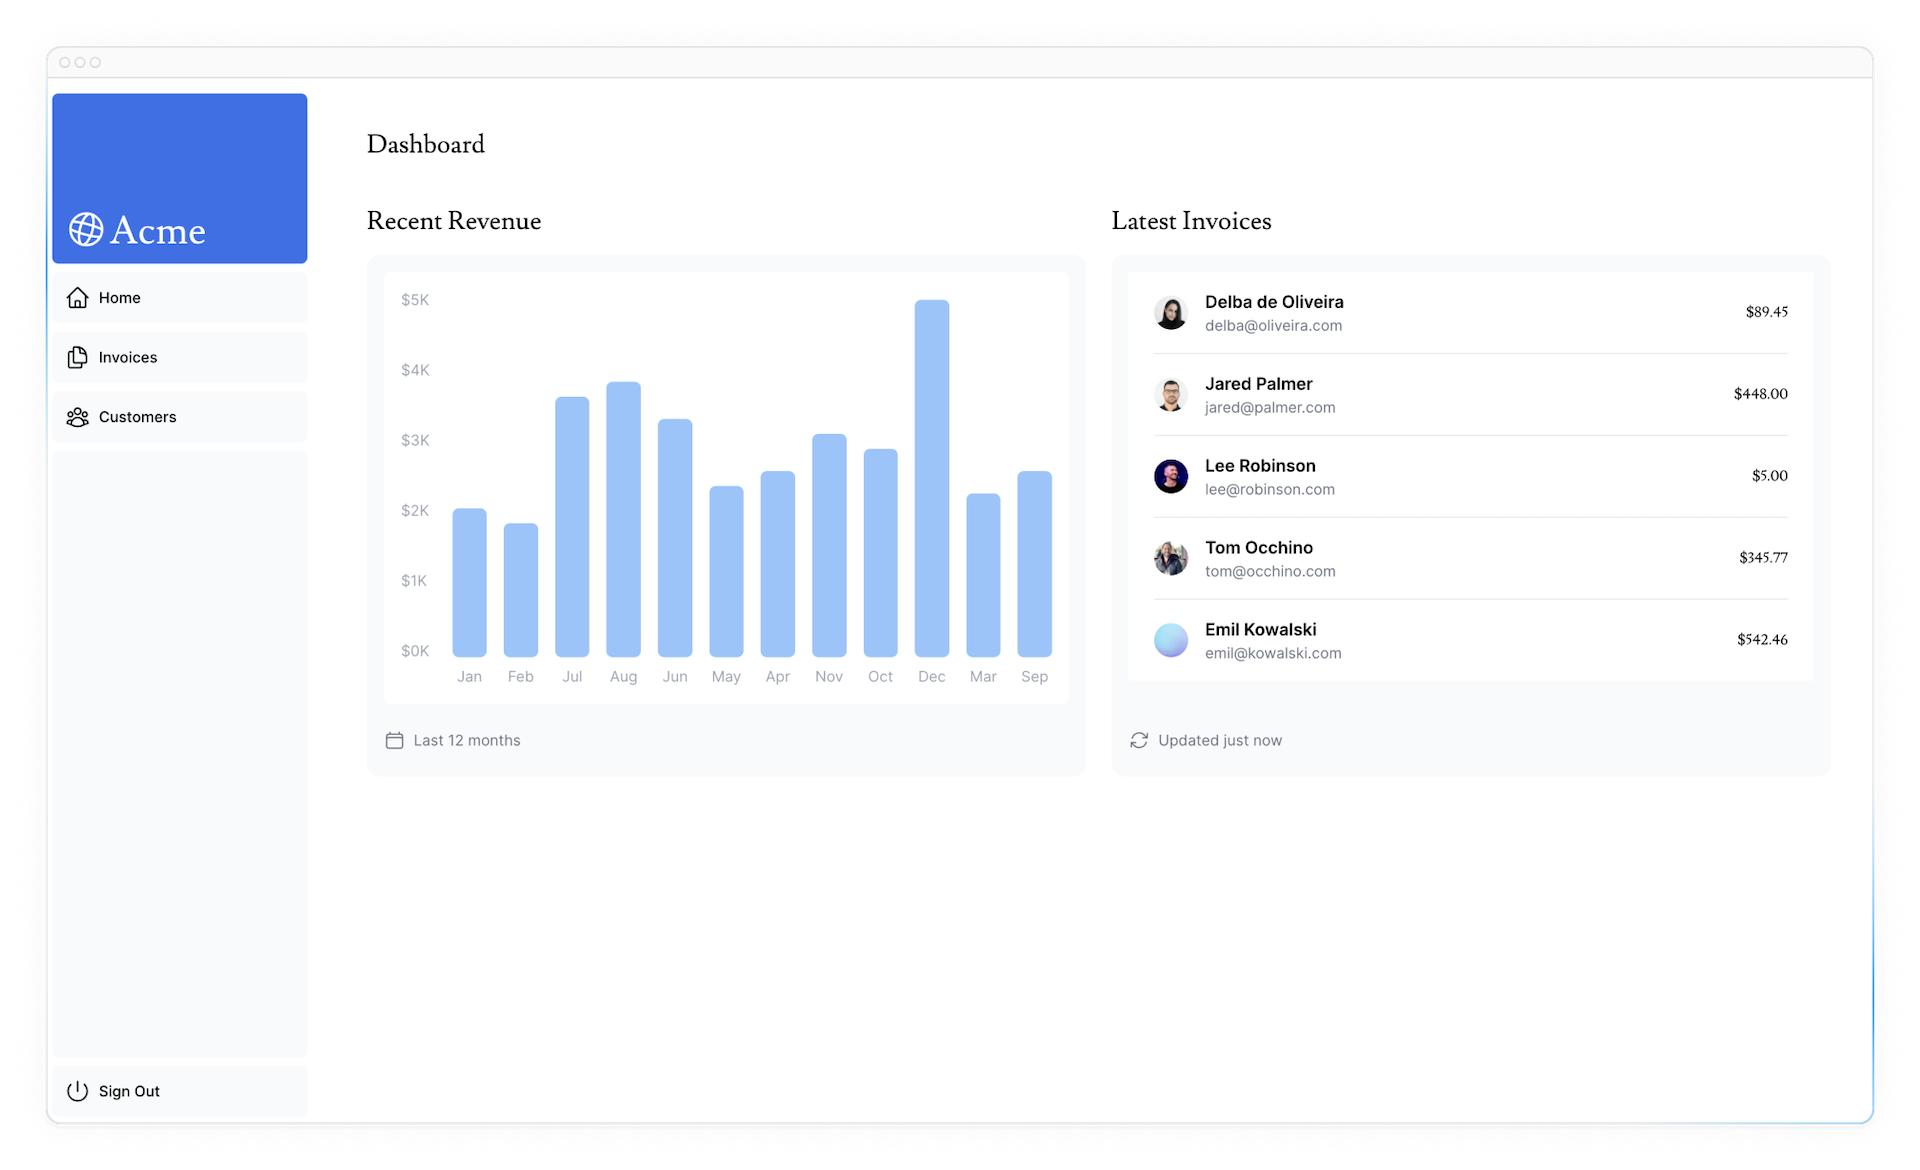 Acme
Home
Invoices
Customers
Sign Out
Dashboard
Recent Revenue
$5K
$4K
$3K
$2K
$1K
$0K
Jan Feb Jul Aug Jun May Apr Nov Oct Dec Mar Sep
Last 12 months
Latest Invoices
Delba de Oliveira
delba@oliveira.com
$89.45
Jared Palmer
jared@palmer.com
$448.00
Lee Robinson
lee@robinson.com
$5.00
Tom Occhino
tom@occhino.com
$345.77
Emil Kowalski
emil@kowalski.com
$542.46
Updated just now